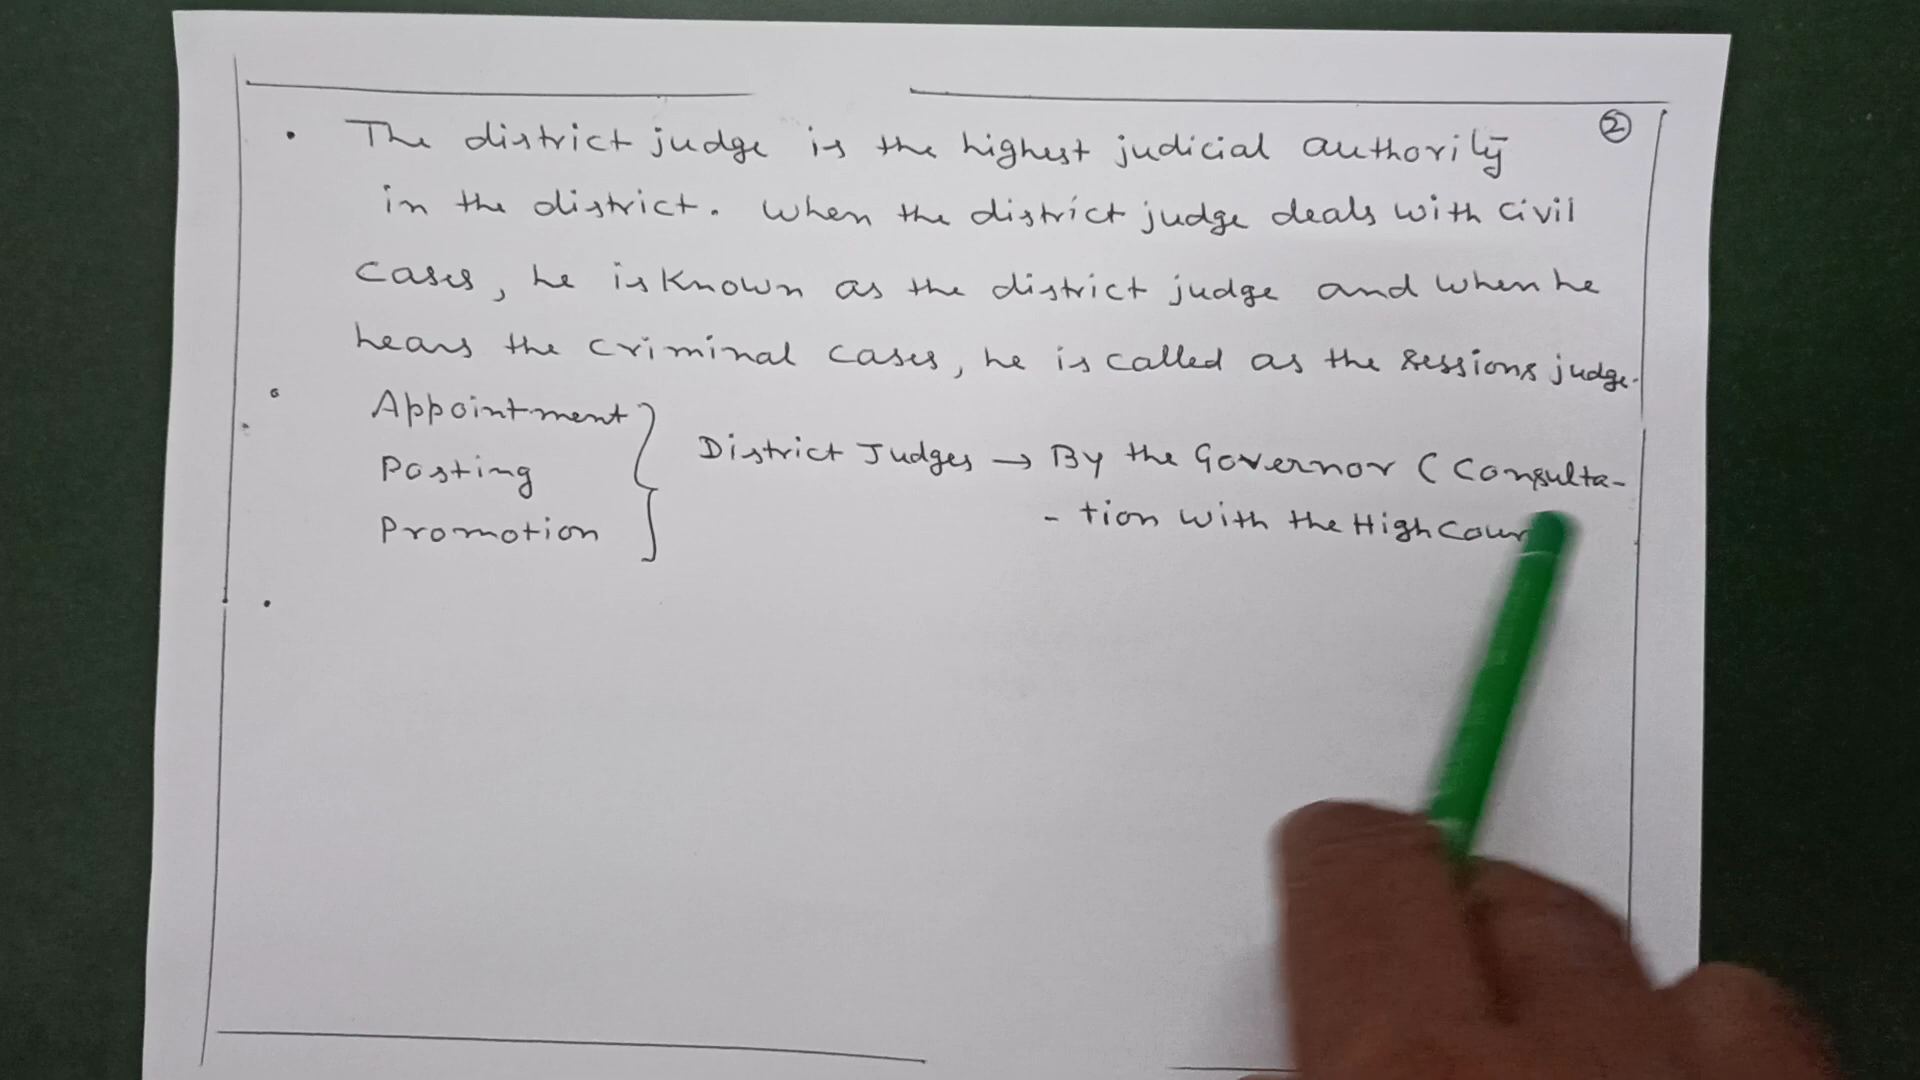 ②
• The district judge is the highest judicial authority
in the district. When the district judge deals with civil
cases, he is known as the district judge and when he
hears the criminal cases, he is called as the sessions judge.
Appointment
Posting
Promotion
District Judges → By the Governor (Consulta-
-tion with the High